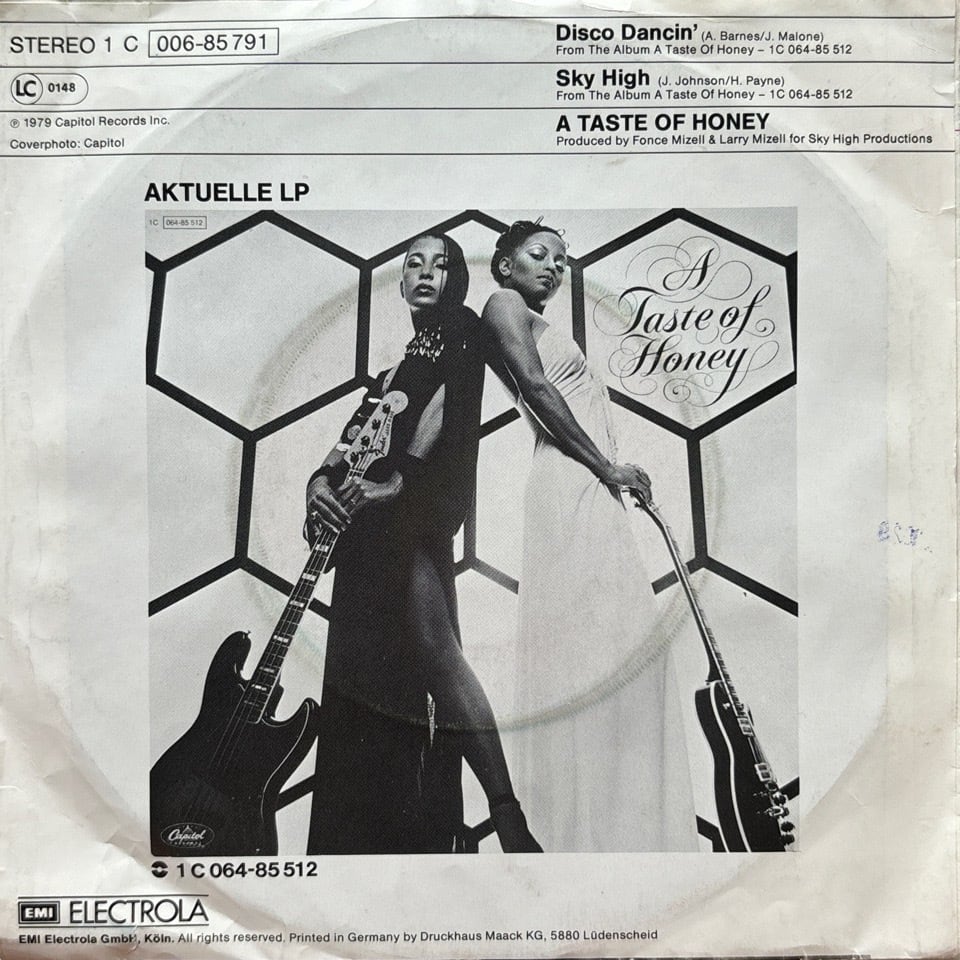 STEREO 1 C 006-85791
LC 0148
℗ 1979 Capitol Records Inc.
Coverphoto: Capitol
Disco Dancin' (A. Barnes/J. Malone)
From The Album A Taste Of Honey – 1C 064-85 512
Sky High (J. Johnson/H. Payne)
From The Album A Taste Of Honey – 1C 064-85 512
A TASTE OF HONEY
Produced by Fonce Mizell & Larry Mizell for Sky High Productions
AKTUELLE LP
1C 064-85 512
A
Taste of
Honey
Capitol
1 C 064-85 512
EMI ELECTROLA
EMI Electrola GmbH, Köln. All rights reserved. Printed in Germany by Druckhaus Maack KG, 5880 Lüdenscheid